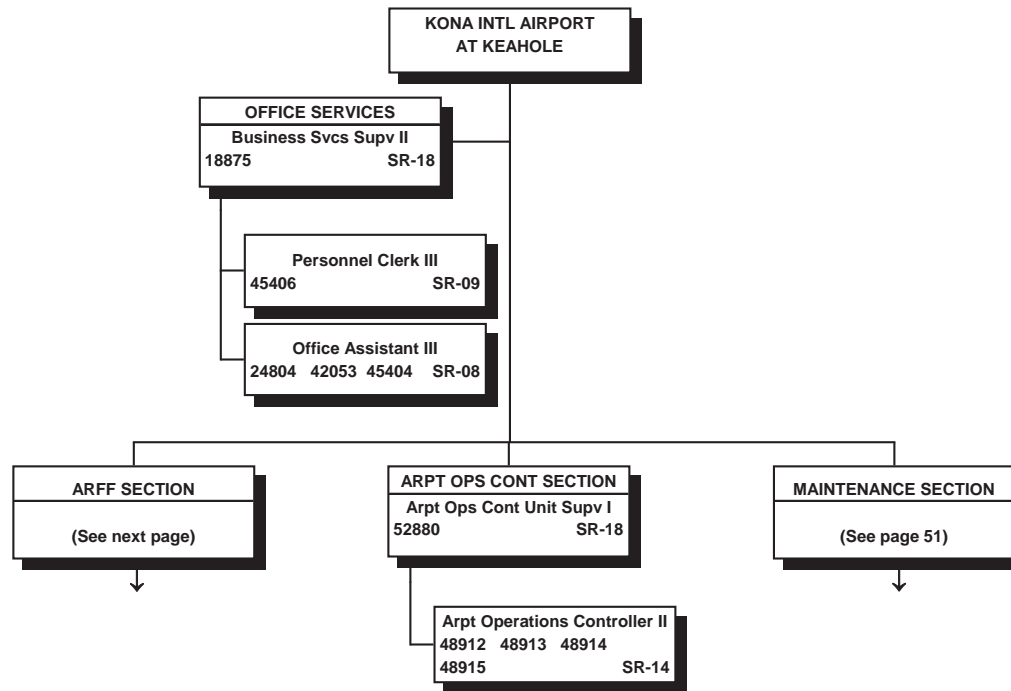 KONA INTL AIRPORT
AT KEAHOLE
OFFICE SERVICES
Business Svcs Supv II
18875 SR-18
Personnel Clerk III
45406 SR-09
Office Assistant III
24804 42053 45404 SR-08
ARFF SECTION
(See next page)
ARPT OPS CONT SECTION
Arpt Ops Cont Unit Supv I
52880 SR-18
Arpt Operations Controller II
48912 48913 48914
48915 SR-14
MAINTENANCE SECTION
(See page 51)